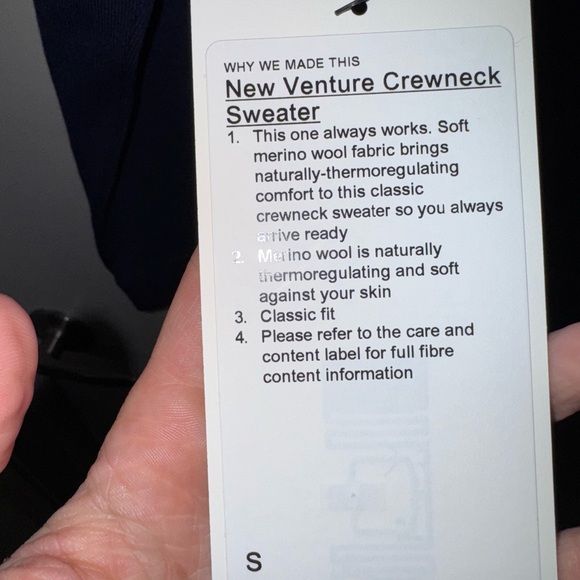 WHY WE MADE THIS
New Venture Crewneck
Sweater
1. This one always works. Soft
merino wool fabric brings
naturally-thermoregulating
comfort to this classic
crewneck sweater so you always
arrive ready
2. Merino wool is naturally
thermoregulating and soft
against your skin
3. Classic fit
4. Please refer to the care and
content label for full fibre
content information
S